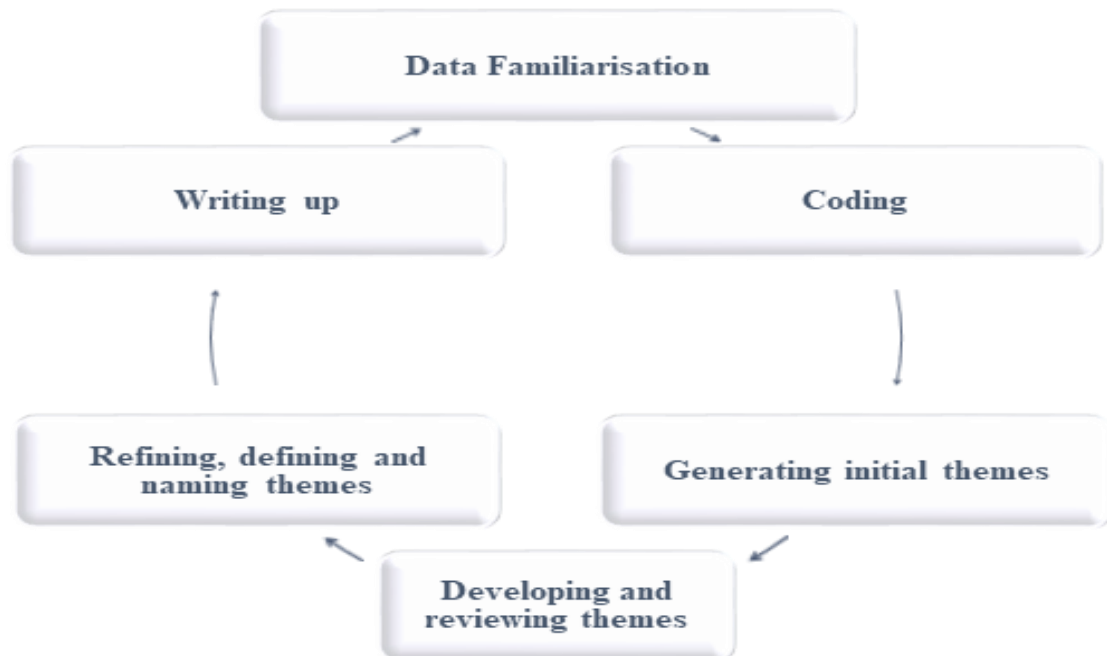 Data Familiarisation
Writing up
Coding
Refining, defining and
naming themes
Generating initial themes
Developing and
reviewing themes